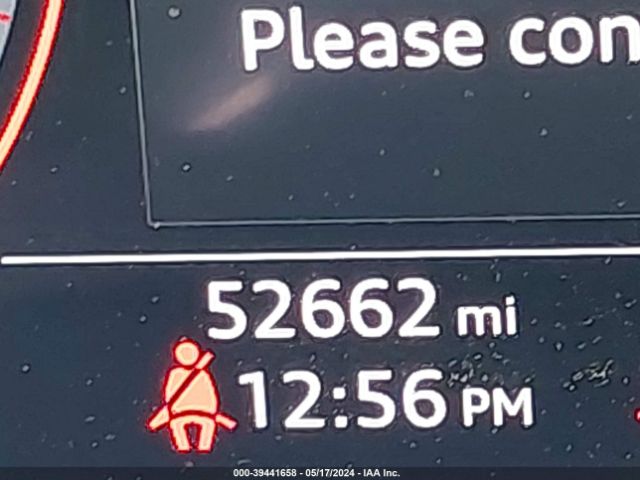 Please con
52662 mi
12:56 PM
000-39441658 - 05/17/2024 - IAA Inc.